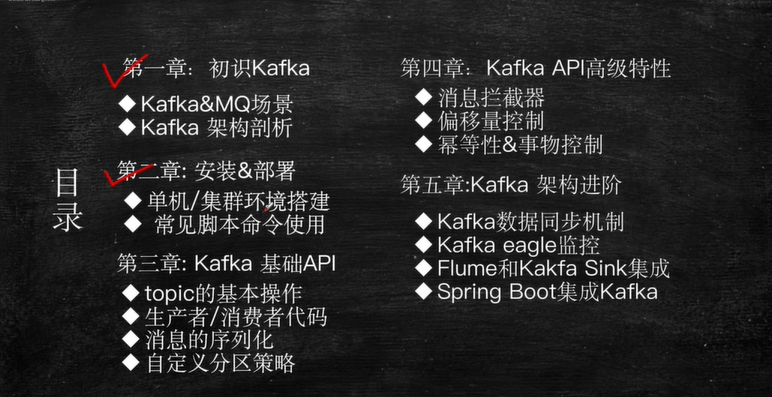 目录
第一章：初识Kafka
◆Kafka&MQ场景
◆Kafka 架构剖析
第二章: 安装&部署
◆单机/集群环境搭建
◆ 常见脚本命令使用
第三章: Kafka 基础API
◆topic的基本操作
◆生产者/消费者代码
◆消息的序列化
◆自定义分区策略
第四章：Kafka API高级特性
◆消息拦截器
◆偏移量控制
◆幂等性&事物控制
第五章:Kafka 架构进阶
◆Kafka数据同步机制
◆Kafka eagle监控
◆Flume和Kakfa Sink集成
◆Spring Boot集成Kafka